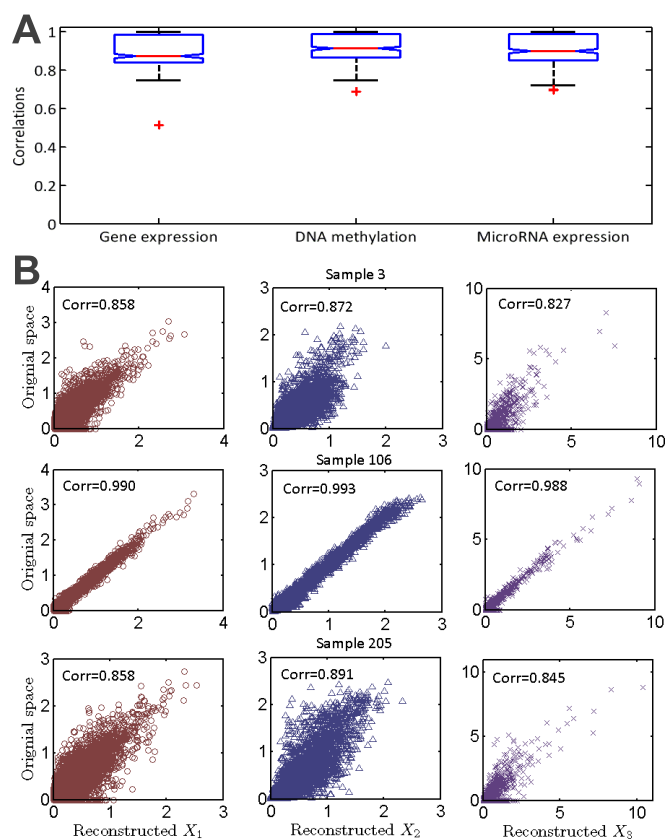 A
Correlations
1
0.8
0.6
0.4
0.2
0
Gene expression DNA methylation MicroRNA expression
B
Sample 3
Orignial space
4
3
2
1
0
Corr=0.858
0 2 4
3
2
1
0
Corr=0.872
0 1 2 3
10
5
0
Corr=0.827
0 5 10
Sample 106
Orignial space
4
3
2
1
0
Corr=0.990
0 2 4
3
2
1
0
Corr=0.993
0 1 2 3
10
5
0
Corr=0.988
0 5 10
Sample 205
Orignial space
3
2
1
0
Corr=0.858
0 1 2 3
Reconstructed X1
3
2
1
0
Corr=0.891
0 1 2 3
Reconstructed X2
10
5
0
Corr=0.845
0 5 10
Reconstructed X3